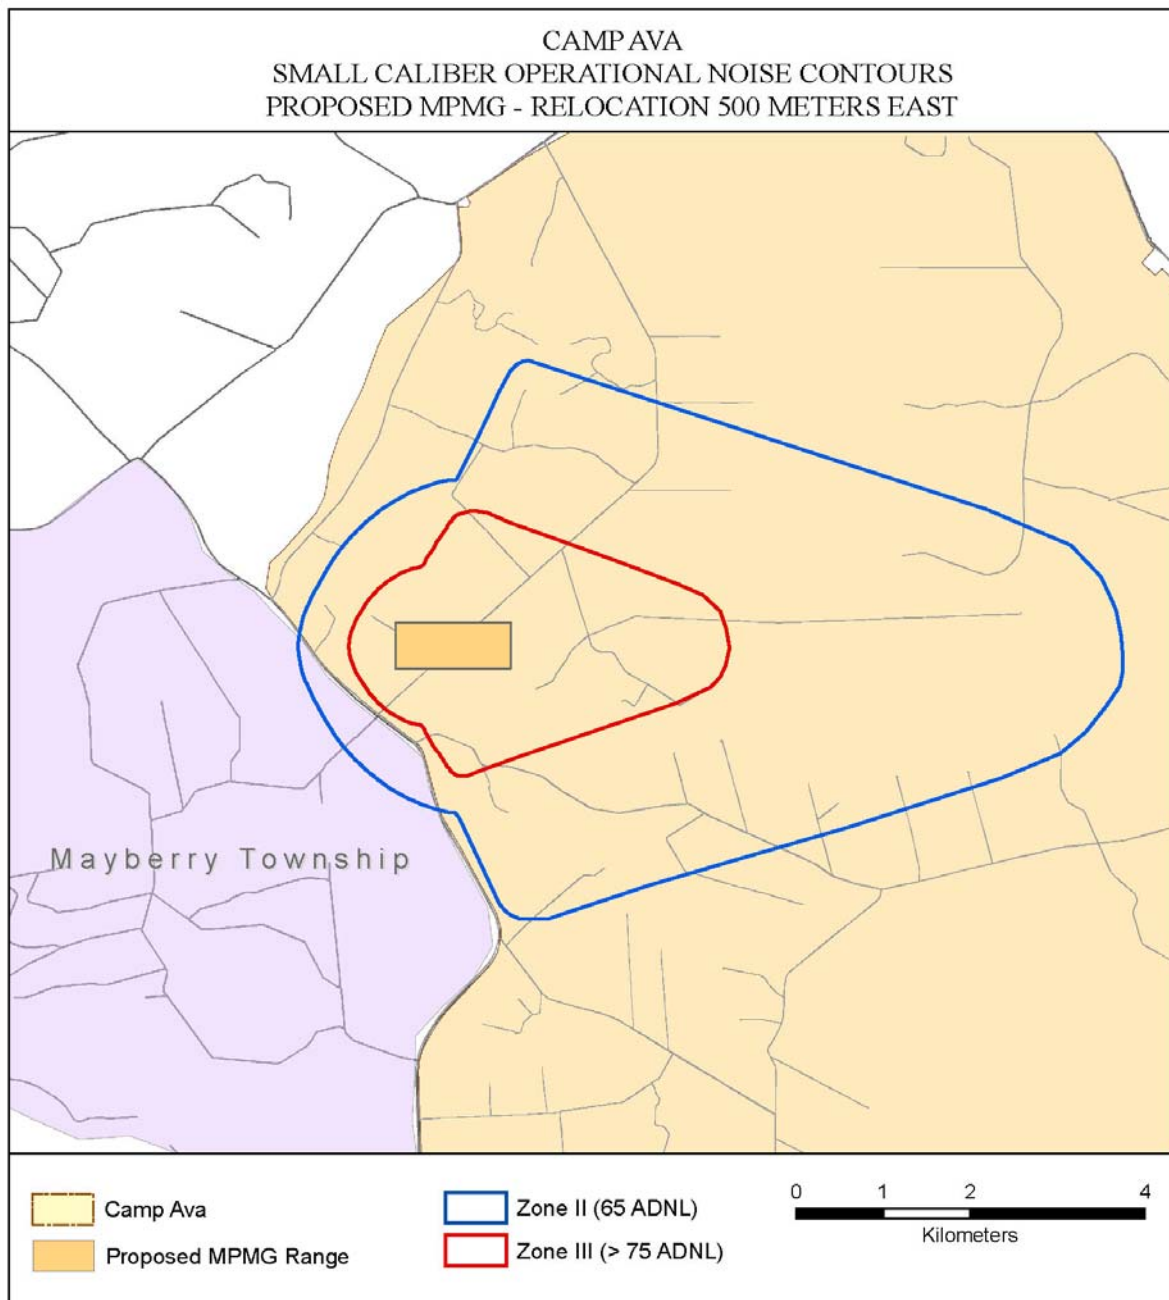 CAMP AVA
SMALL CALIBER OPERATIONAL NOISE CONTOURS
PROPOSED MPMG - RELOCATION 500 METERS EAST
Mayberry Township
Camp Ava
Proposed MPMG Range
Zone II (65 ADNL)
Zone III (> 75 ADNL)
0 1 2 4
Kilometers